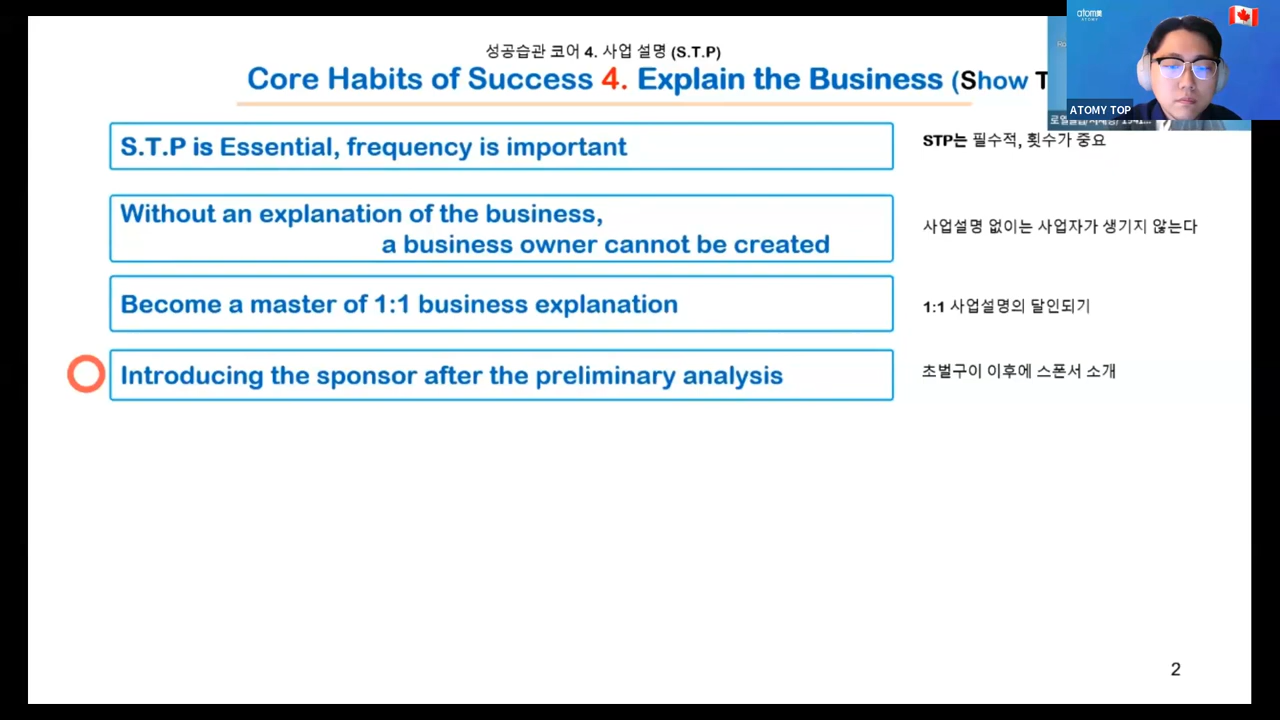 성공습관 코어 4. 사업 설명 (S.T.P)
Core Habits of Success 4. Explain the Business (Show T
atom美
ATOMY TOP
S.T.P is Essential, frequency is important
STP는 필수적, 횟수가 중요
Without an explanation of the business,
a business owner cannot be created
사업설명 없이는 사업자가 생기지 않는다
Become a master of 1:1 business explanation
1:1 사업설명의 달인되기
Introducing the sponsor after the preliminary analysis
초벌구이 이후에 스폰서 소개
2